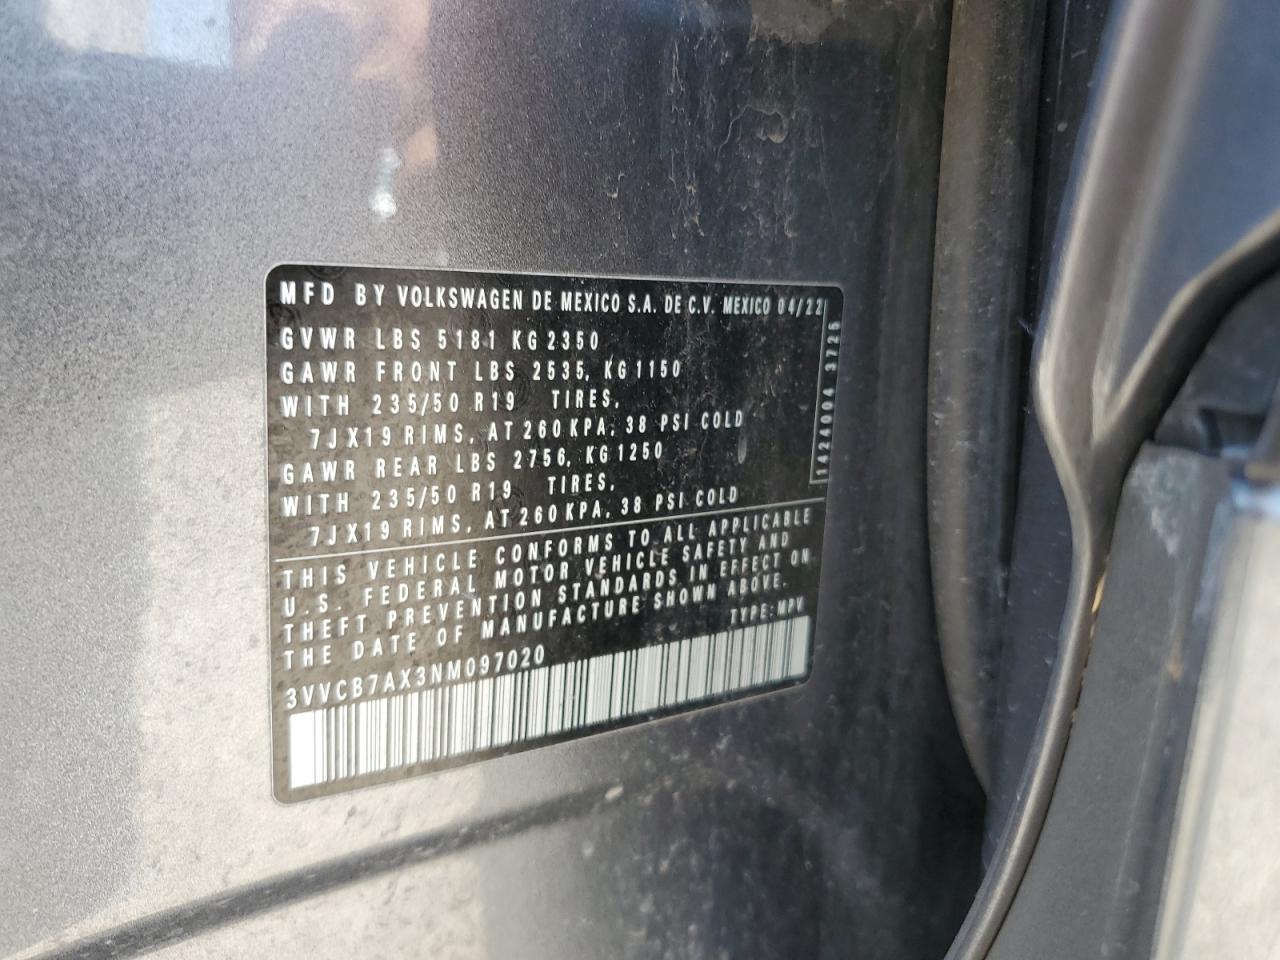 MFD BY VOLKSWAGEN DE MEXICO S.A. DE C.V. MEXICO 04/22
GVWR LBS 5181 KG 2350
GAWR FRONT LBS 2535, KG 1150
WITH 235/50 R19 TIRES,
7JX19 RIMS, AT 260 KPA, 38 PSI COLD
GAWR REAR LBS 2756, KG 1250
WITH 235/50 R19 TIRES,
7JX19 RIMS, AT 260 KPA, 38 PSI COLD
1424004 3726
THIS VEHICLE CONFORMS TO ALL APPLICABLE
U.S. FEDERAL MOTOR VEHICLE SAFETY AND
THEFT PREVENTION STANDARDS IN EFFECT ON
THE DATE OF MANUFACTURE SHOWN ABOVE.
TYPE: MPV
3VVCB7AX3NM097020